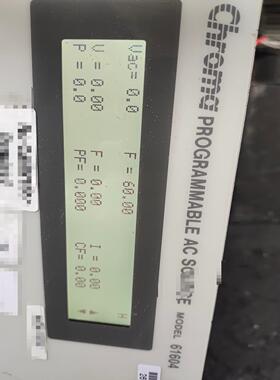 Chroma PROGRAMMABLE AC MODEL 61604
Vac= 0.0 F = 60.00 H
V = 0.00 F = 0.00 I = 0.00
P = 0.0 PF= 0.000 CF= 0.00